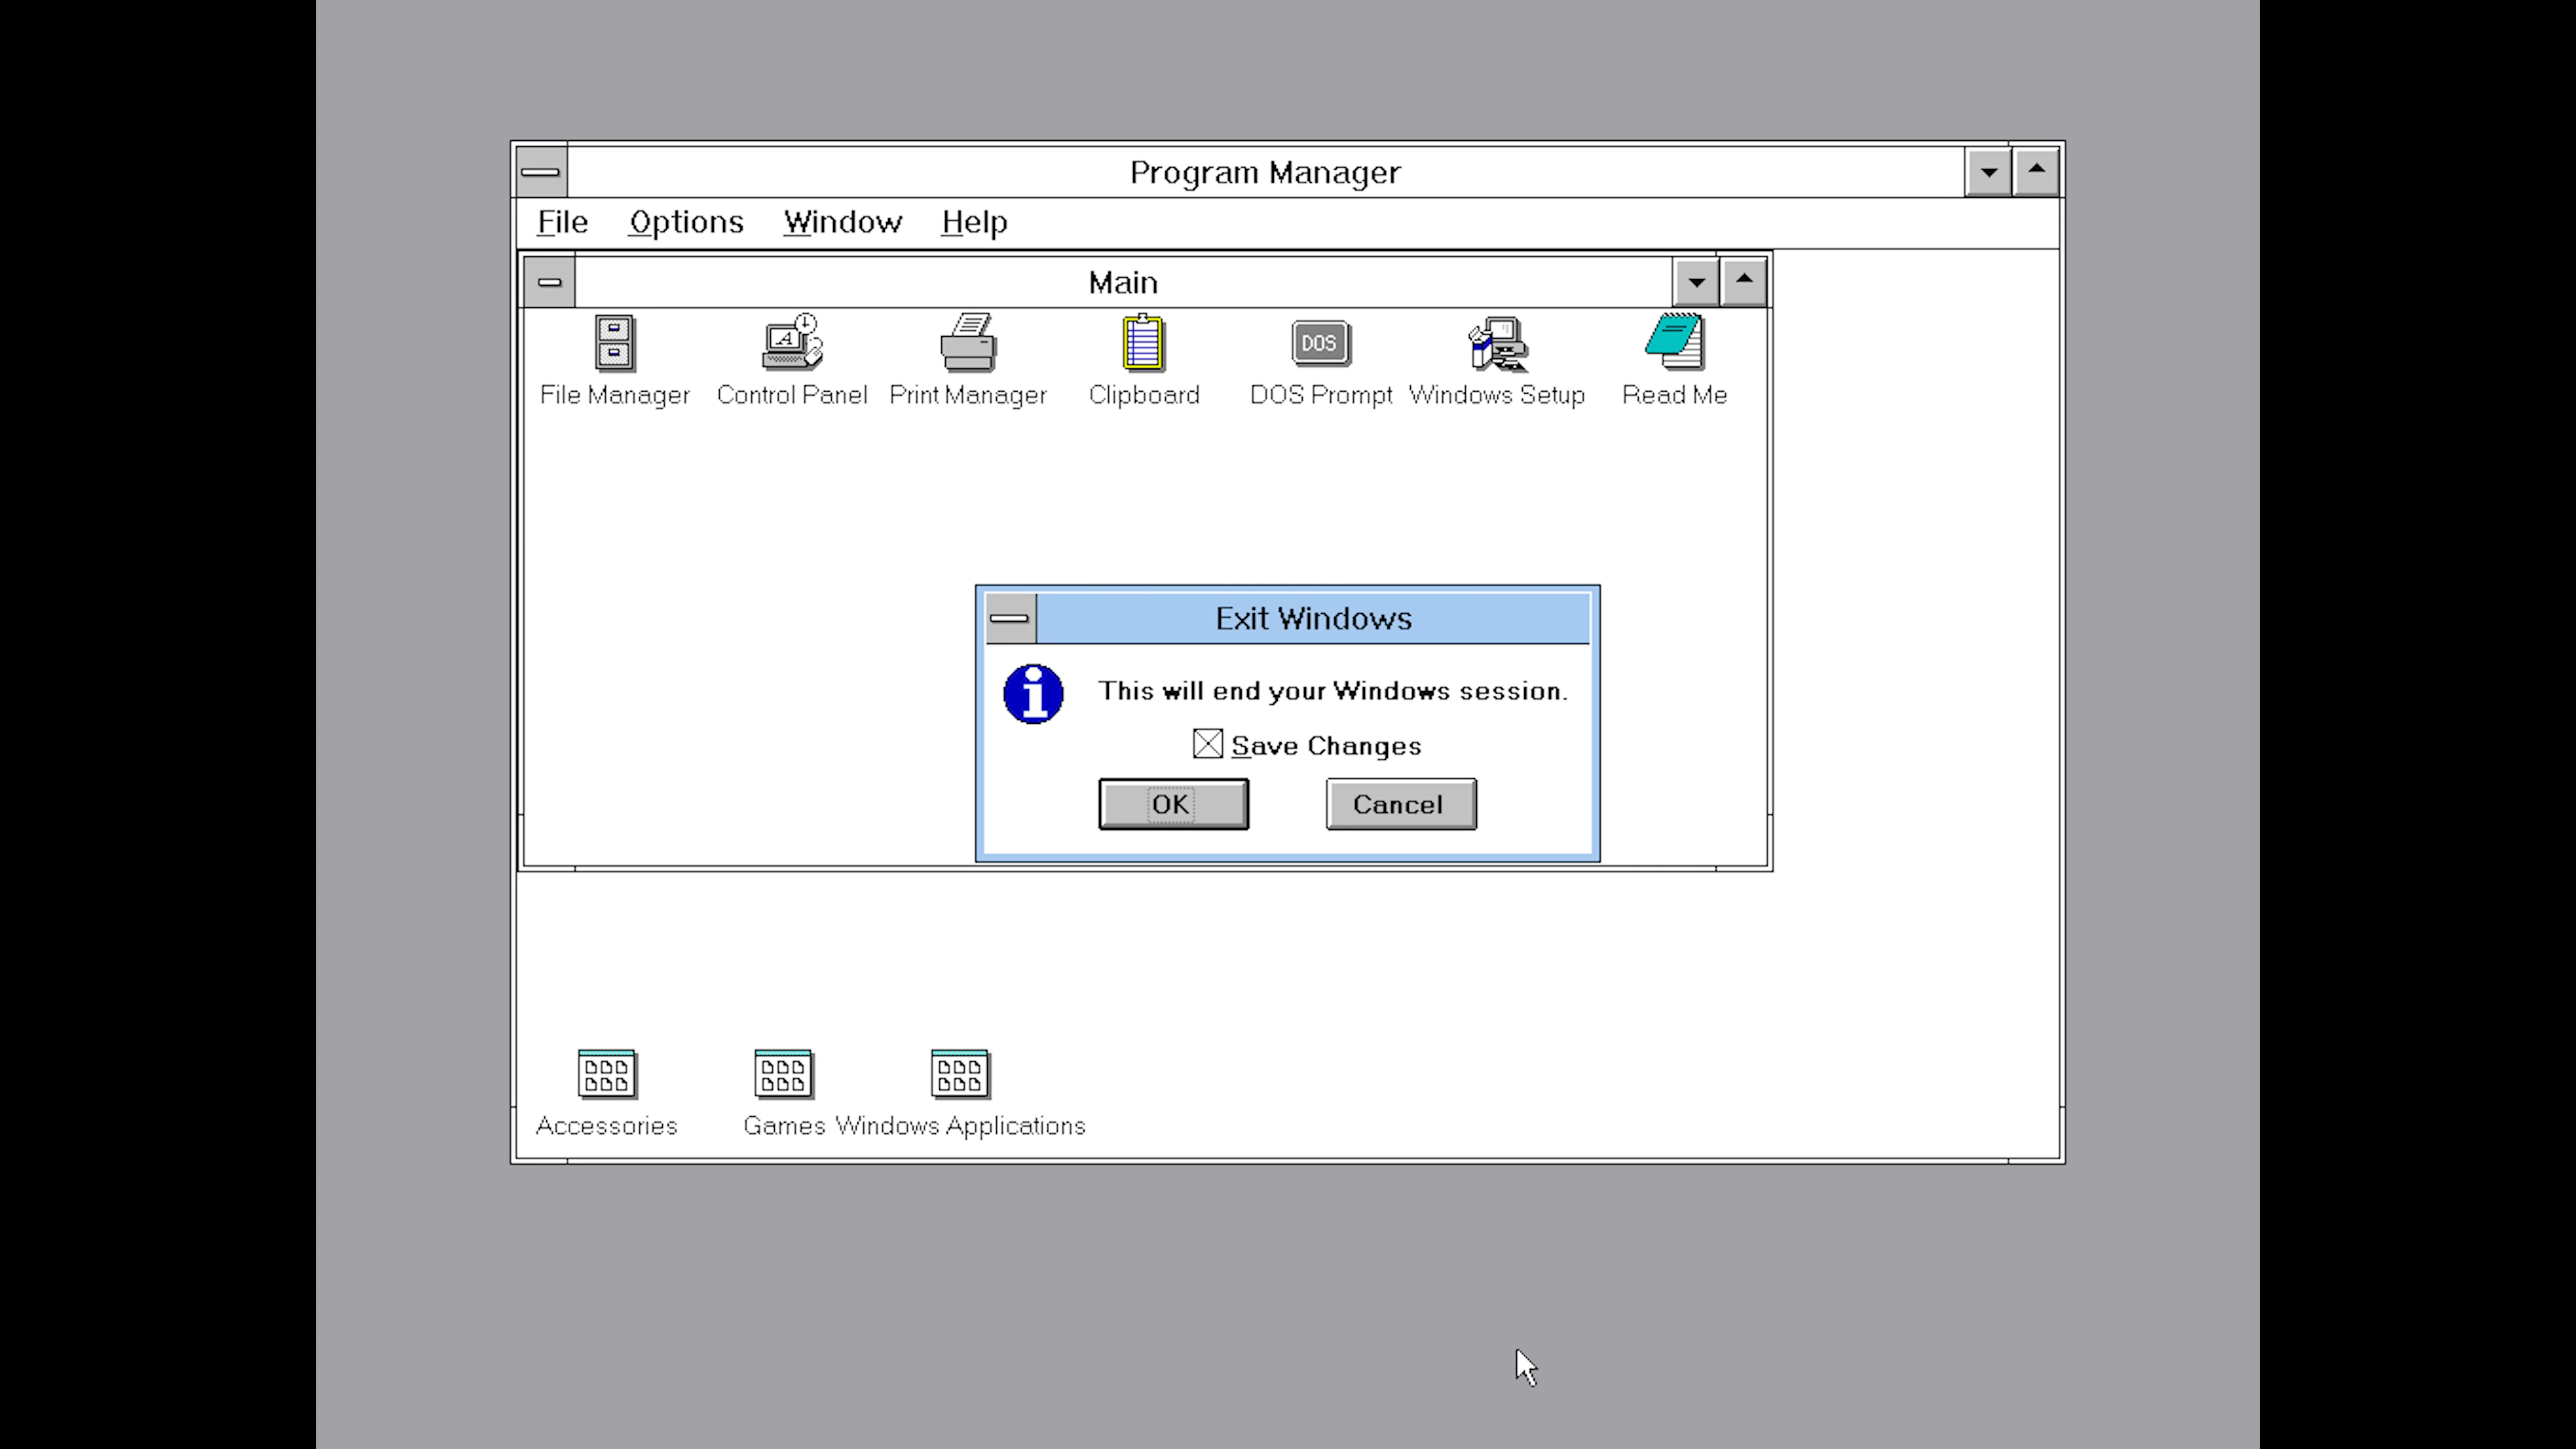 Program Manager
File Options Window Help
Main
File Manager Control Panel Print Manager Clipboard DOS Prompt Windows Setup Read Me
A
DOS
Exit Windows
This will end your Windows session.
Save Changes
OK Cancel
Accessories Games Windows Applications